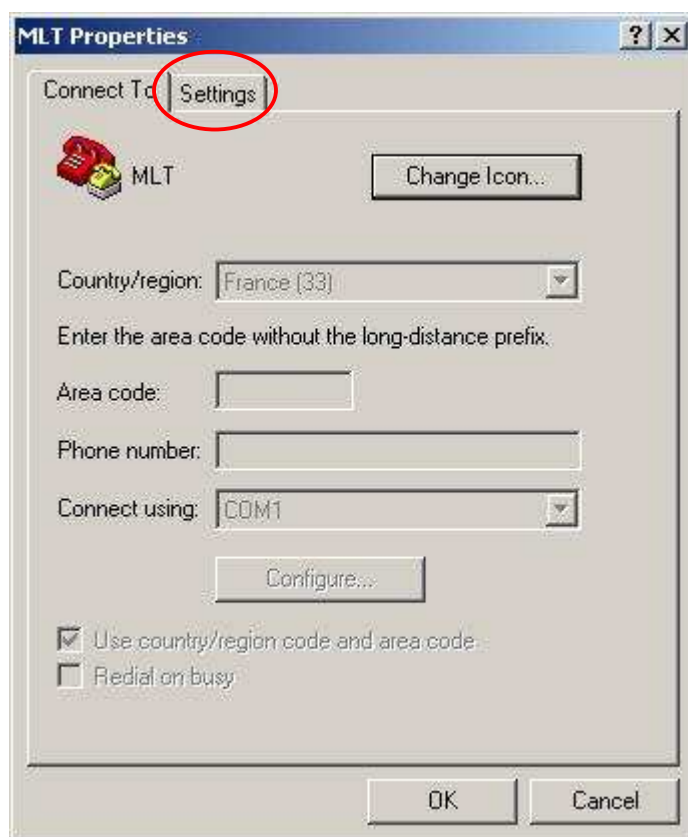 MLT Properties ? X
Connect To Settings
MLT Change Icon...
Country/region: France (33)
Enter the area code without the long-distance prefix.
Area code:
Phone number:
Connect using: COM1
Configure...
Use country/region code and area code
Redial on busy
OK Cancel